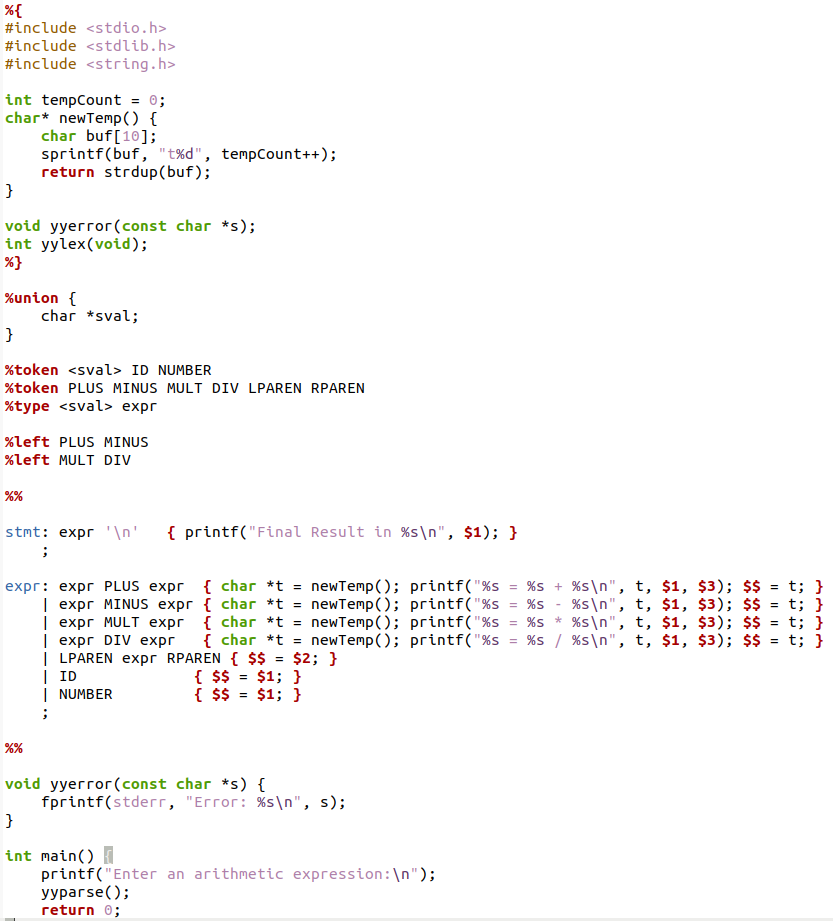 %{
#include <stdio.h>
#include <stdlib.h>
#include <string.h>

int tempCount = 0;
char* newTemp() {
    char buf[10];
    sprintf(buf, "t%d", tempCount++);
    return strdup(buf);
}

void yyerror(const char *s);
int yylex(void);
%}

%union {
    char *sval;
}

%token <sval> ID NUMBER
%token PLUS MINUS MULT DIV LPAREN RPAREN
%type <sval> expr

%left PLUS MINUS
%left MULT DIV

%%

stmt: expr '\n'   { printf("Final Result in %s\n", $1); }
    ;

expr: expr PLUS expr  { char *t = newTemp(); printf("%s = %s + %s\n", t, $1, $3); $$ = t; }
    | expr MINUS expr { char *t = newTemp(); printf("%s = %s - %s\n", t, $1, $3); $$ = t; }
    | expr MULT expr  { char *t = newTemp(); printf("%s = %s * %s\n", t, $1, $3); $$ = t; }
    | expr DIV expr   { char *t = newTemp(); printf("%s = %s / %s\n", t, $1, $3); $$ = t; }
    | LPAREN expr RPAREN { $$ = $2; }
    | ID             { $$ = $1; }
    | NUMBER         { $$ = $1; }
    ;

%%

void yyerror(const char *s) {
    fprintf(stderr, "Error: %s\n", s);
}

int main() {
    printf("Enter an arithmetic expression:\n");
    yyparse();
    return 0;